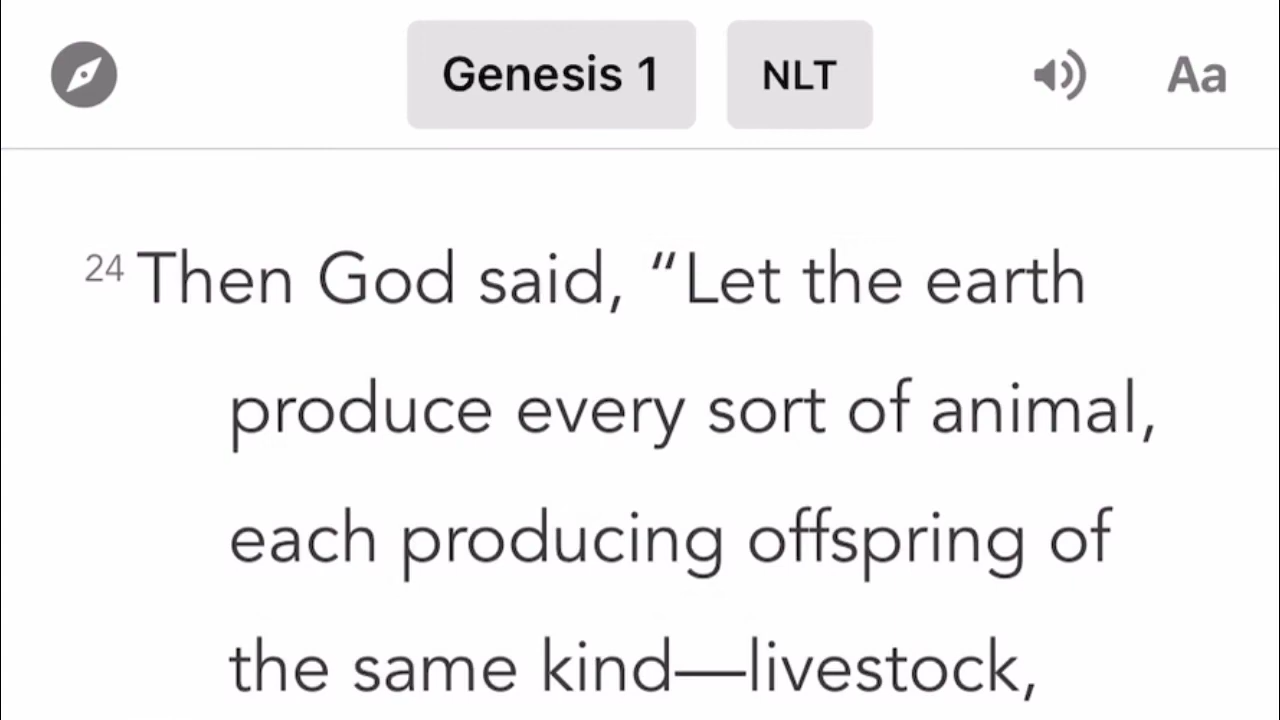 Genesis 1 NLT Aa
24 Then God said, “Let the earth
produce every sort of animal,
each producing offspring of
the same kind—livestock,